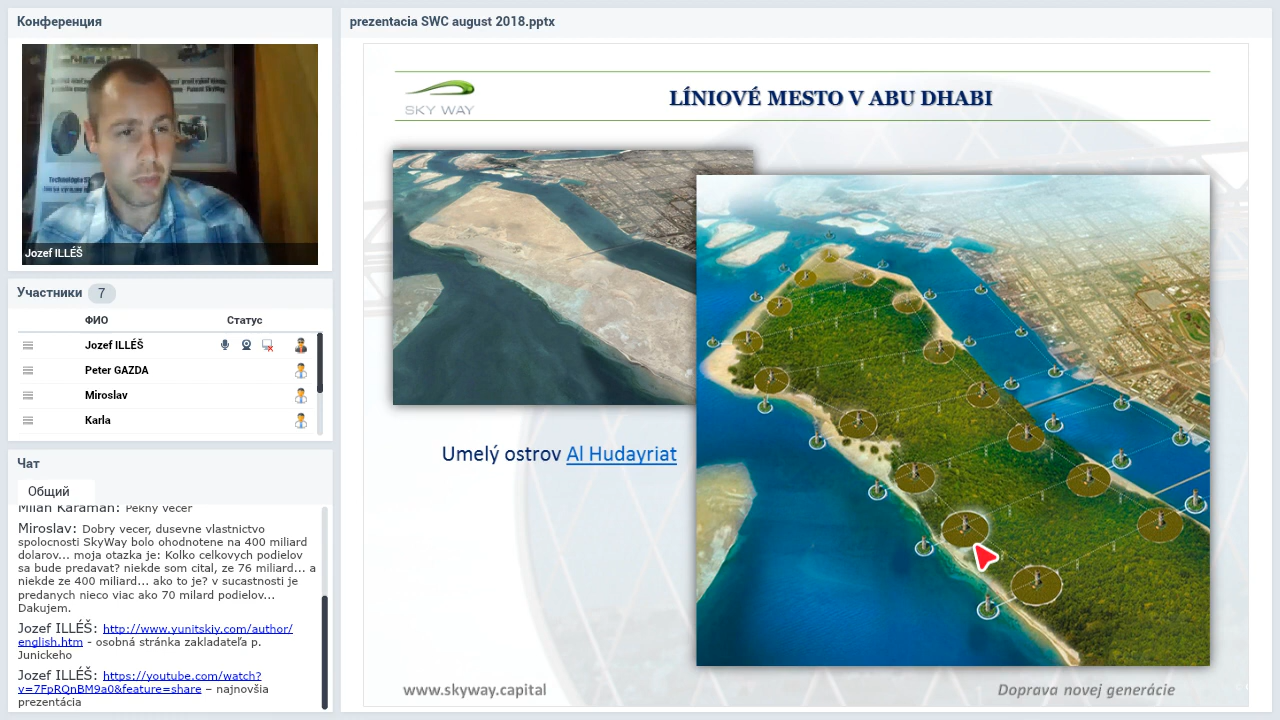 Конференция
Jozef ILLÉŠ
Участники 7
ФИО Статус
Jozef ILLÉŠ
Peter GAZDA
Miroslav
Karla
Чат
Общий
Milan Karaman: Pekny vecer
Miroslav: Dobry vecer, dusevne vlastnictvo
spolocnosti SkyWay bolo ohodnotene na 400 miliard
dolarov... moja otazka je: Kolko celkovych podielov
sa bude predavat? niekde som cital, ze 76 miliard... a
niekde ze 400 miliard... ako to je? v sucastnosti je
predanych nieco viac ako 70 milard podielov...
Dakujem.
Jozef ILLÉŠ: http://www.yunitskiy.com/author/
english.htm - osobná stránka zakladateľa p.
Junickeho
Jozef ILLÉŠ: https://youtube.com/watch?
v=7FpRQnBM9a0&feature=share – najnovšia
prezentácia
prezentacia SWC august 2018.pptx
SKY WAY
LÍNIOVÉ MESTO V ABU DHABI
Umelý ostrov Al Hudayriat
www.skyway.capital
Doprava novej generácie